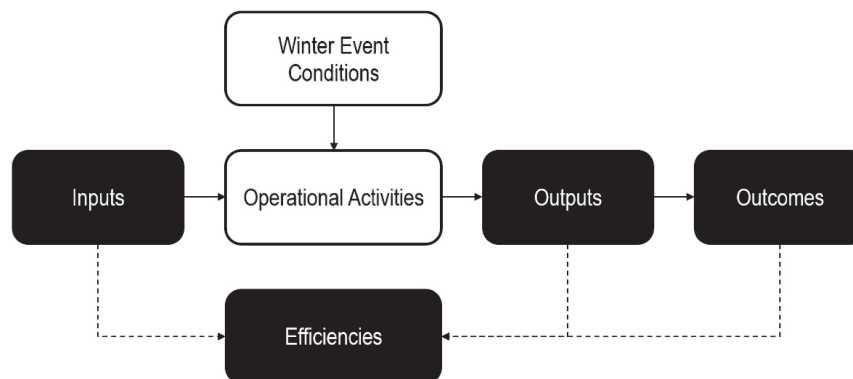 Winter Event
Conditions
Inputs
Operational Activities
Outputs
Outcomes
Efficiencies